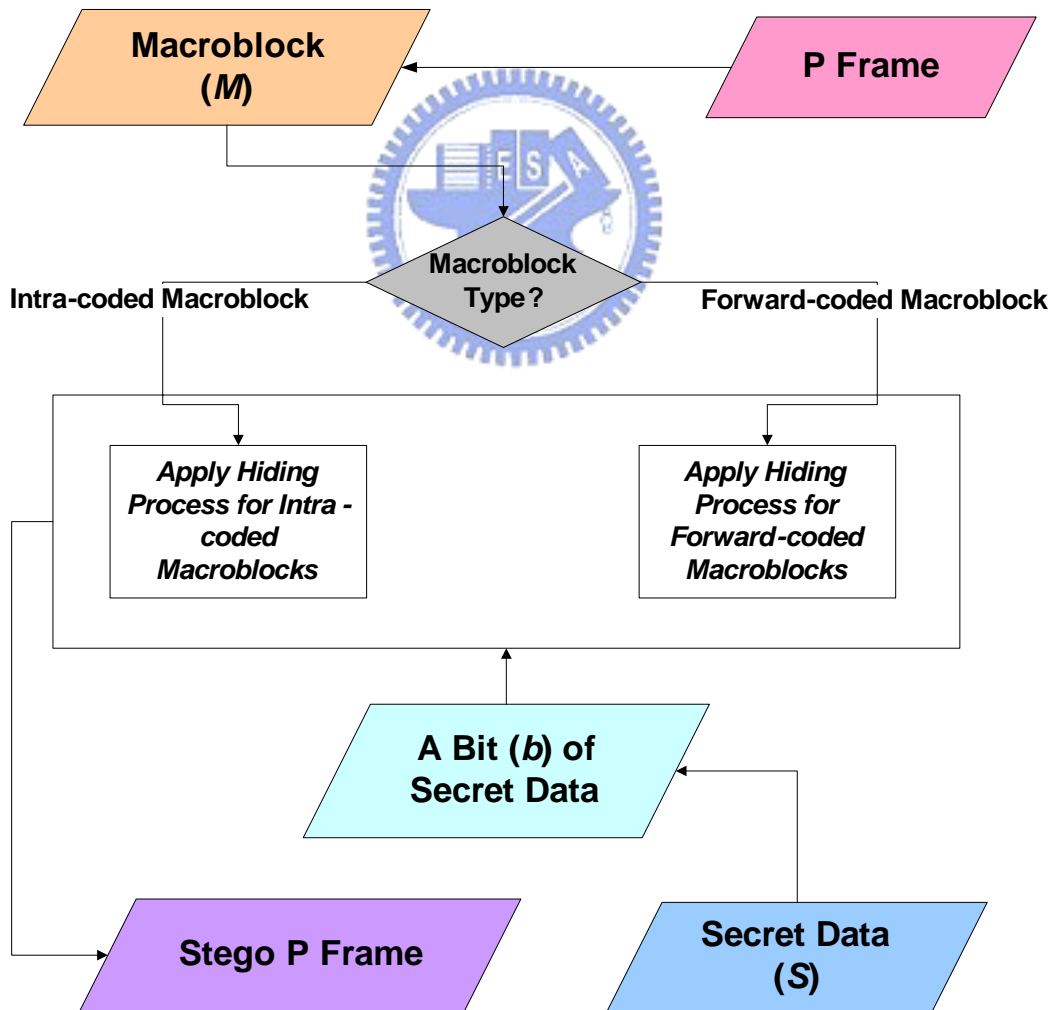 Macroblock
(M)
P Frame
E S A
Macroblock
Type?
Intra-coded Macroblock
Forward-coded Macroblock
Apply Hiding
Process for Intra -
coded
Macroblocks
Apply Hiding
Process for
Forward-coded
Macroblocks
A Bit (b) of
Secret Data
Stego P Frame
Secret Data
(S)